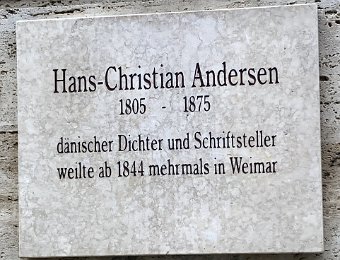 Hans-Christian Andersen
1805 - 1875
dänischer Dichter und Schriftsteller
weilte ab 1844 mehrmals in Weimar